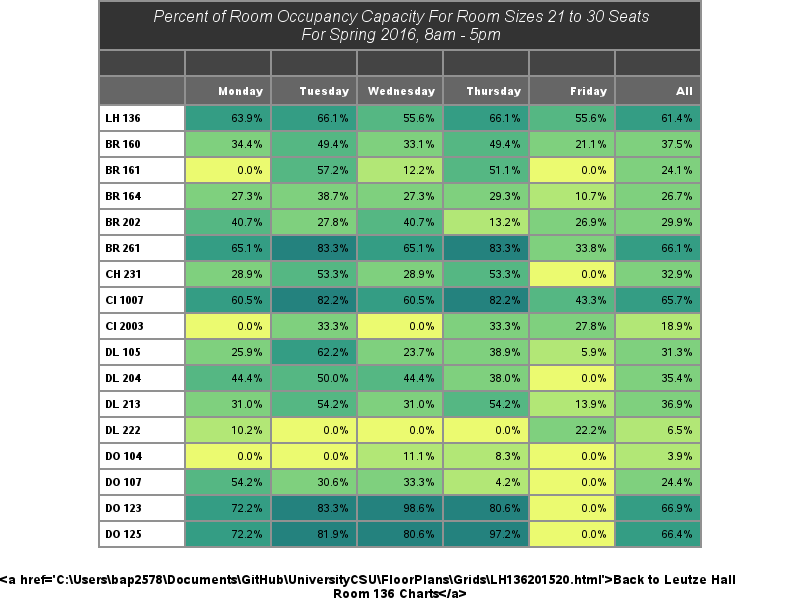 Percent of Room Occupancy Capacity For Room Sizes 21 to 30 Seats
For Spring 2016, 8am - 5pm
Monday Tuesday Wednesday Thursday Friday All
LH 136 63.9% 66.1% 55.6% 66.1% 55.6% 61.4%
BR 160 34.4% 49.4% 33.1% 49.4% 21.1% 37.5%
BR 161 0.0% 57.2% 12.2% 51.1% 0.0% 24.1%
BR 164 27.3% 38.7% 27.3% 29.3% 10.7% 26.7%
BR 202 40.7% 27.8% 40.7% 13.2% 26.9% 29.9%
BR 261 65.1% 83.3% 65.1% 83.3% 33.8% 66.1%
CH 231 28.9% 53.3% 28.9% 53.3% 0.0% 32.9%
CI 1007 60.5% 82.2% 60.5% 82.2% 43.3% 65.7%
CI 2003 0.0% 33.3% 0.0% 33.3% 27.8% 18.9%
DL 105 25.9% 62.2% 23.7% 38.9% 5.9% 31.3%
DL 204 44.4% 50.0% 44.4% 38.0% 0.0% 35.4%
DL 213 31.0% 54.2% 31.0% 54.2% 13.9% 36.9%
DL 222 10.2% 0.0% 0.0% 0.0% 22.2% 6.5%
DO 104 0.0% 0.0% 11.1% 8.3% 0.0% 3.9%
DO 107 54.2% 30.6% 33.3% 4.2% 0.0% 24.4%
DO 123 72.2% 83.3% 98.6% 80.6% 0.0% 66.9%
DO 125 72.2% 81.9% 80.6% 97.2% 0.0% 66.4%
<a href='C:\Users\bap2578\Documents\GitHub\UniversityCSU\FloorPlans\Grids\LH136201520.html'>Back to Leutze Hall
Room 136 Charts</a>